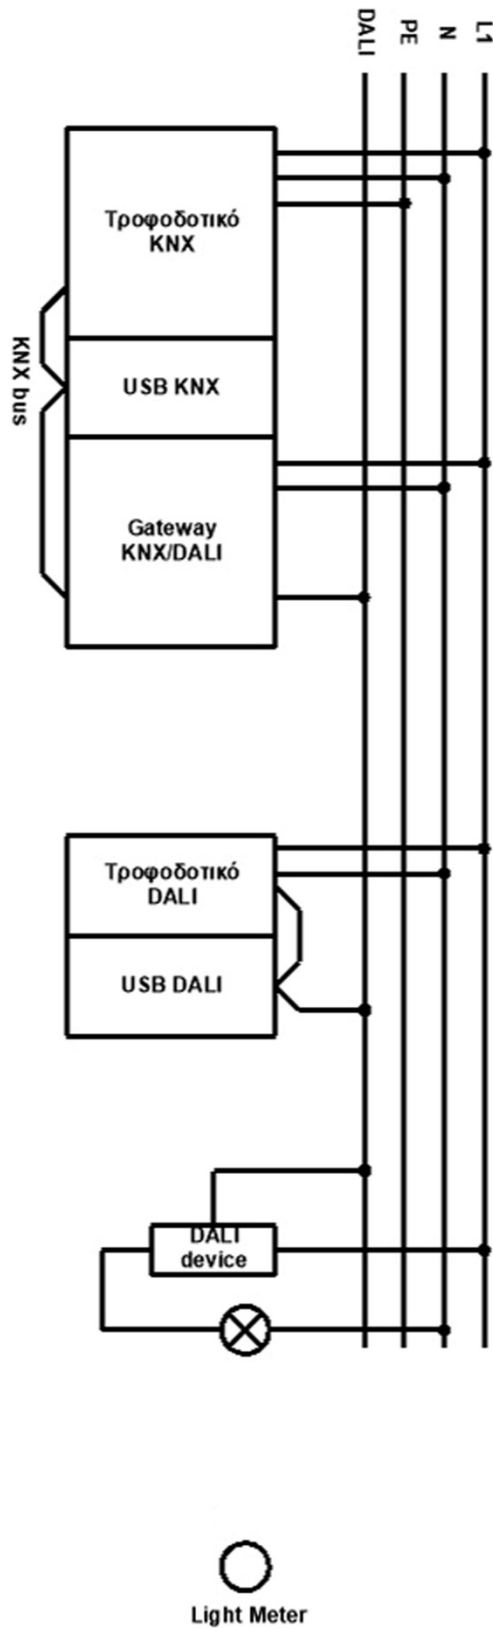 DALI
PE
N
L1
Τροφοδοτικό
KNX
KNX bus
USB KNX
Gateway
KNX/DALI
Τροφοδοτικό
DALI
USB DALI
DALI
device
Light Meter